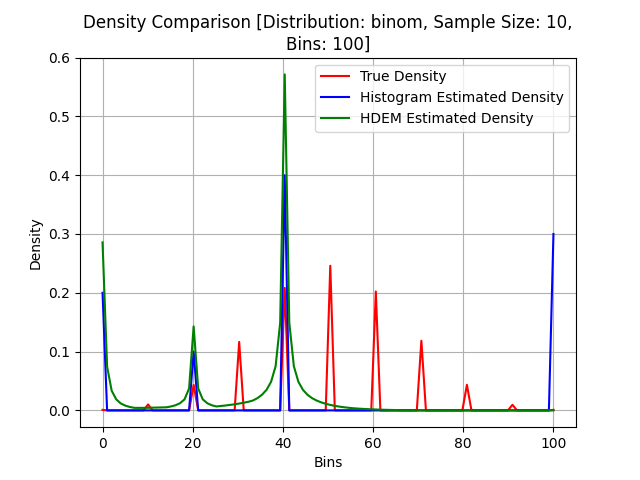 Density Comparison [Distribution: binom, Sample Size: 10,
Bins: 100]
True Density
Histogram Estimated Density
HDEM Estimated Density
Density
0.6
0.5
0.4
0.3
0.2
0.1
0.0
0 20 40 60 80 100
Bins